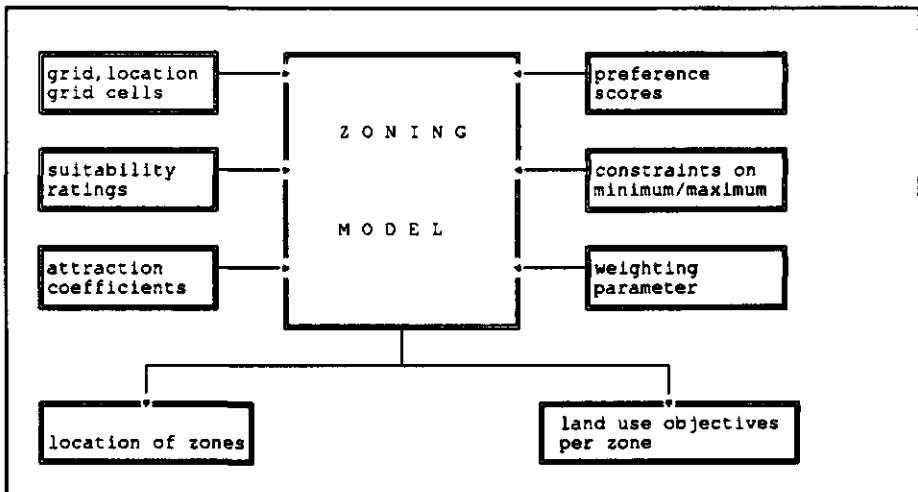 grid, location
grid cells
preference
scores
Z O N I N G
suitability
ratings
constraints on
minimum/maximum
M O D E L
attraction
coefficients
weighting
parameter
location of zones
land use objectives
per zone